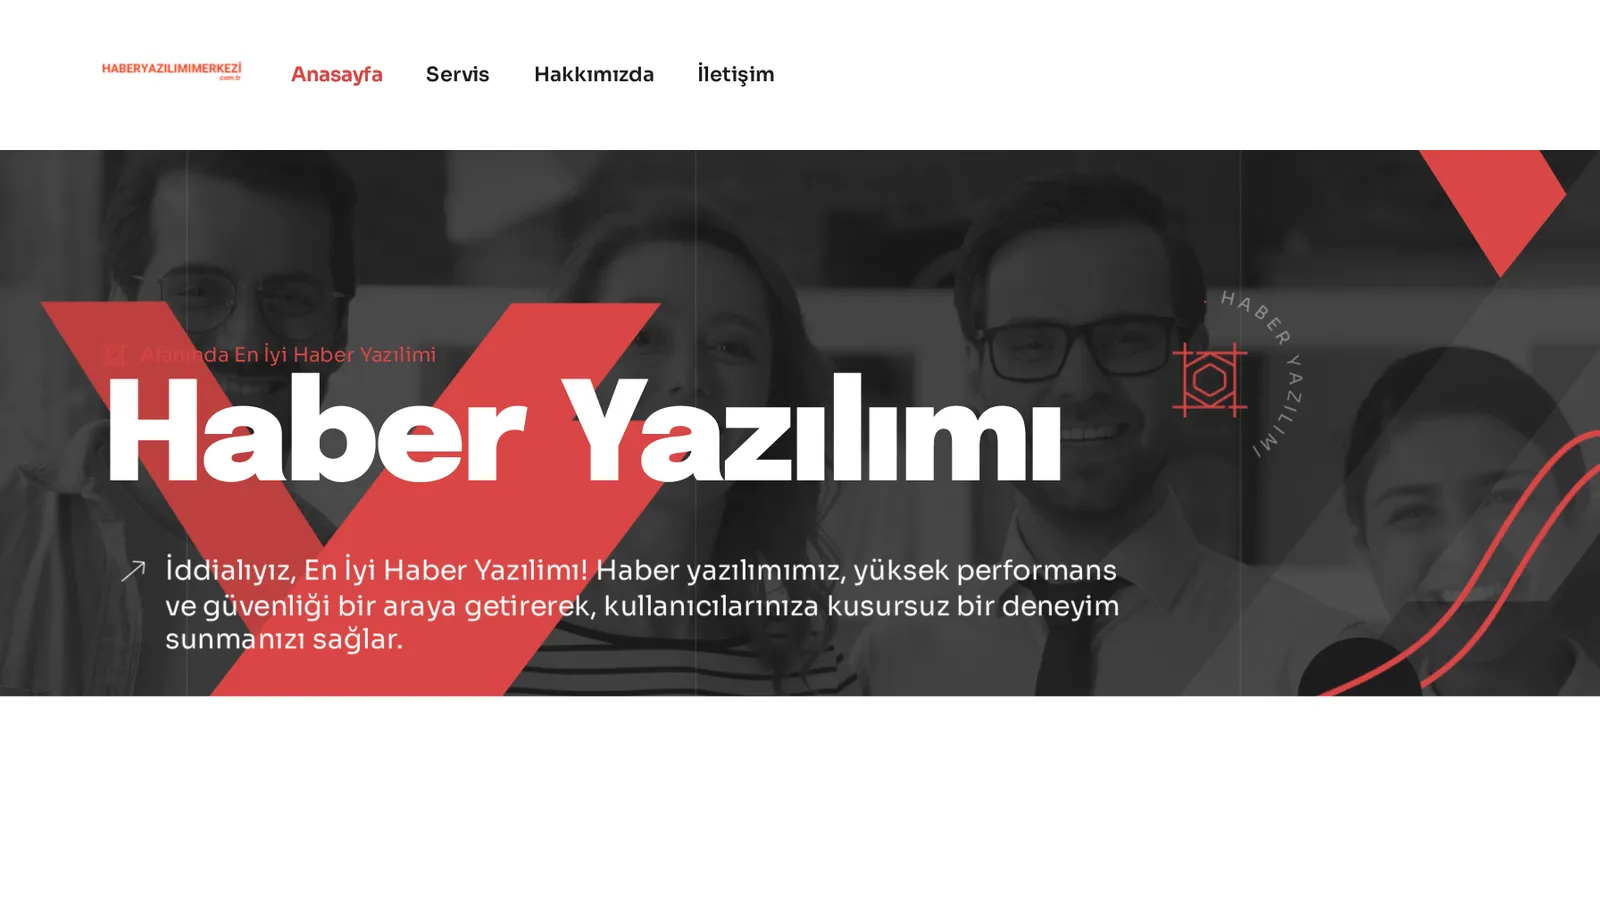 HABERYAZILIMIMERKEZİ
.com.tr
Anasayfa
Servis
Hakkımızda
İletişim
Alanında En İyi Haber Yazılimi
Haber Yazılımı
HABER YAZILIMI
İddialıyız, En İyi Haber Yazılimı! Haber yazılımımız, yüksek performans
ve güvenliği bir araya getirerek, kullanıcılarınıza kusursuz bir deneyim
sunmanızı sağlar.